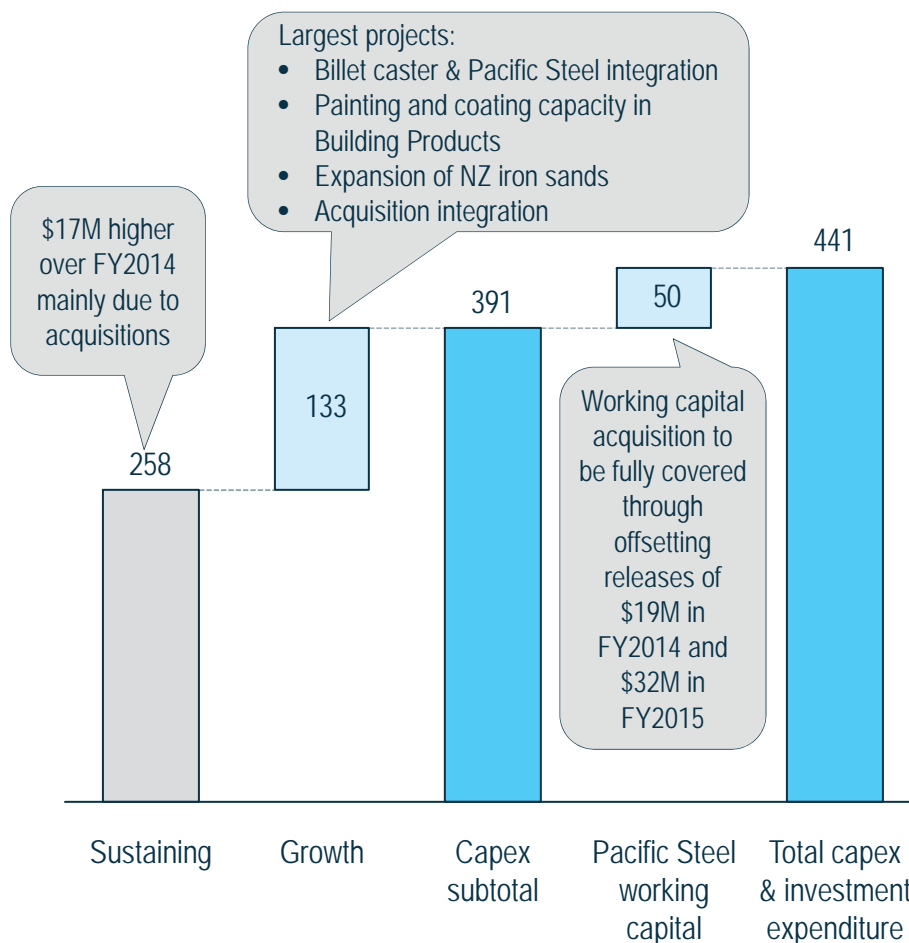 Largest projects:
• Billet caster & Pacific Steel integration
• Painting and coating capacity in
Building Products
• Expansion of NZ iron sands
• Acquisition integration
$17M higher
over FY2014
mainly due to
acquisitions
258
133
391
50
441
Working capital
acquisition to
be fully covered
through
offsetting
releases of
$19M in
FY2014 and
$32M in
FY2015
Sustaining
Growth
Capex
subtotal
Pacific Steel
working
capital
Total capex
& investment
expenditure